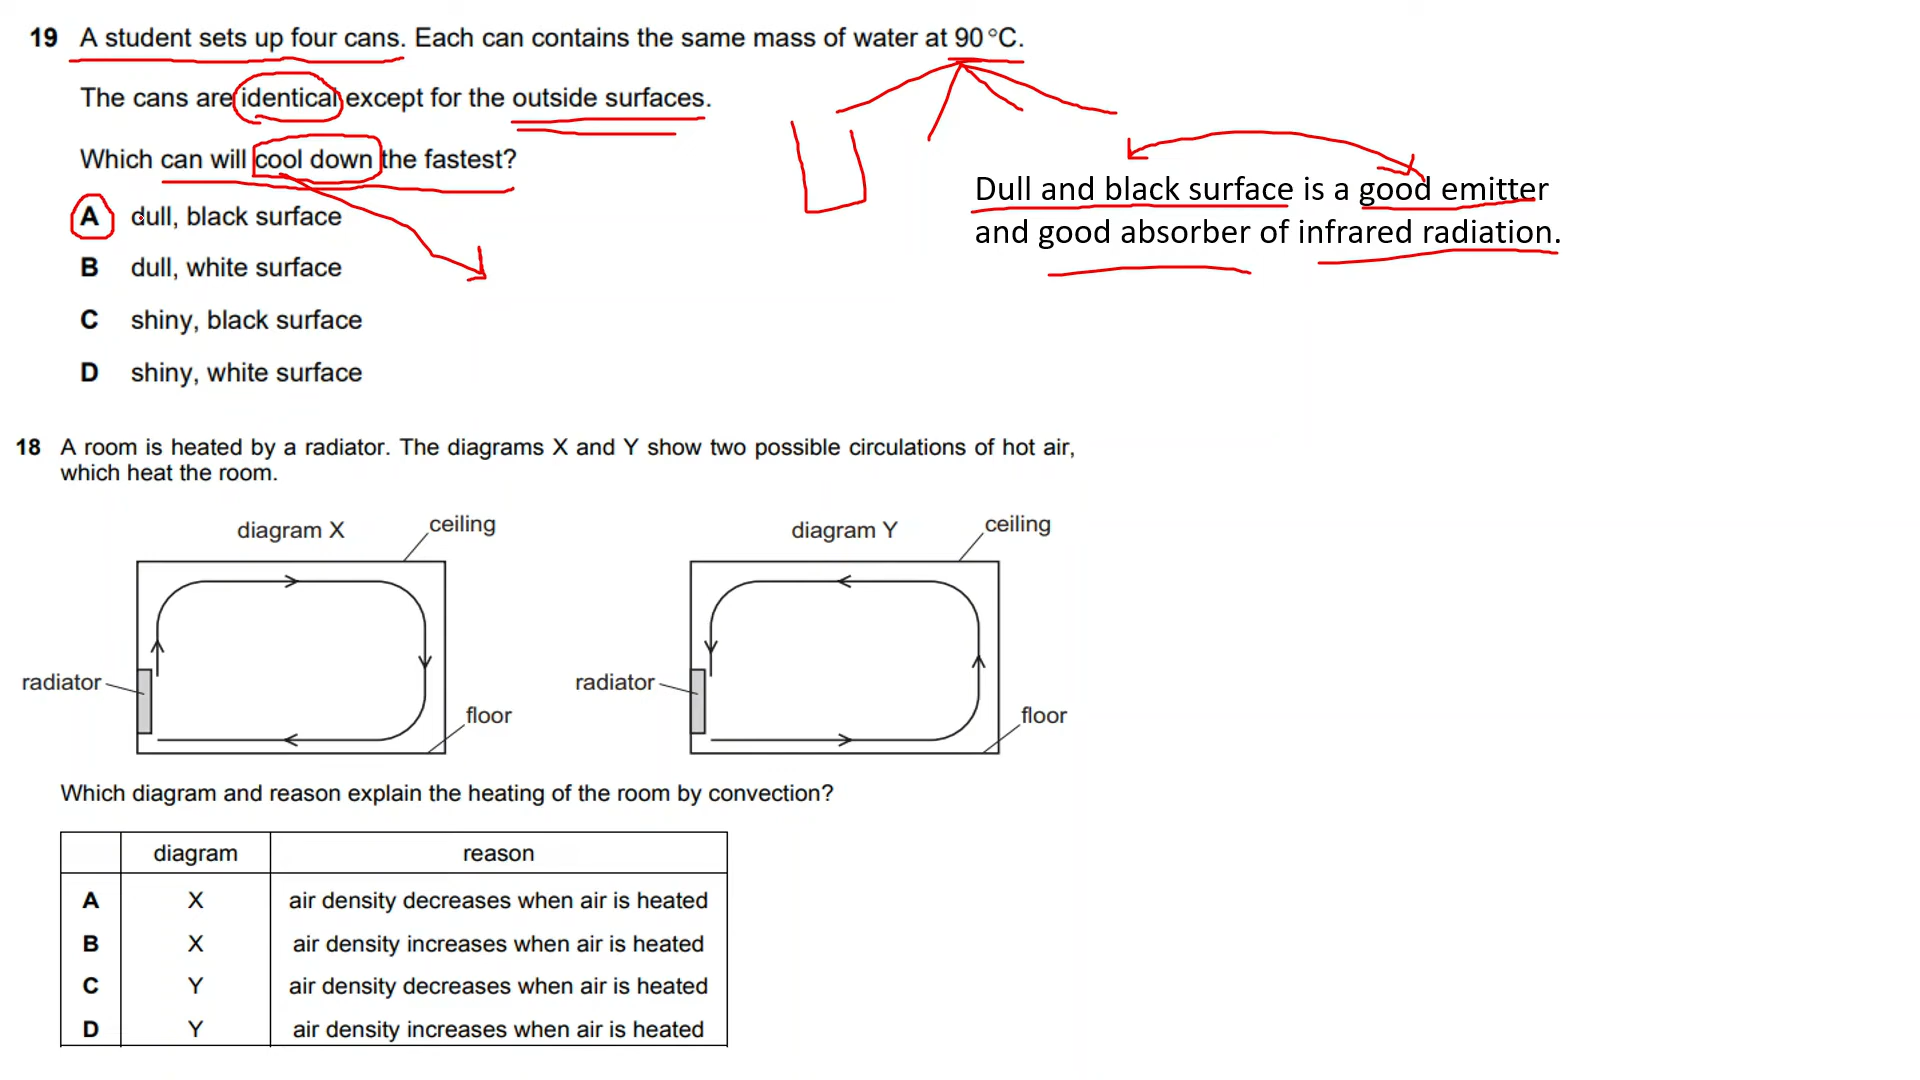 19 A student sets up four cans. Each can contains the same mass of water at 90 °C.
The cans are identical except for the outside surfaces.
Which can will cool down the fastest?
A dull, black surface
B dull, white surface
C shiny, black surface
D shiny, white surface
Dull and black surface is a good emitter
and good absorber of infrared radiation.
18 A room is heated by a radiator. The diagrams X and Y show two possible circulations of hot air,
which heat the room.
diagram X
ceiling
radiator
floor
diagram Y
ceiling
radiator
floor
Which diagram and reason explain the heating of the room by convection?
diagram reason
A X air density decreases when air is heated
B X air density increases when air is heated
C Y air density decreases when air is heated
D Y air density increases when air is heated